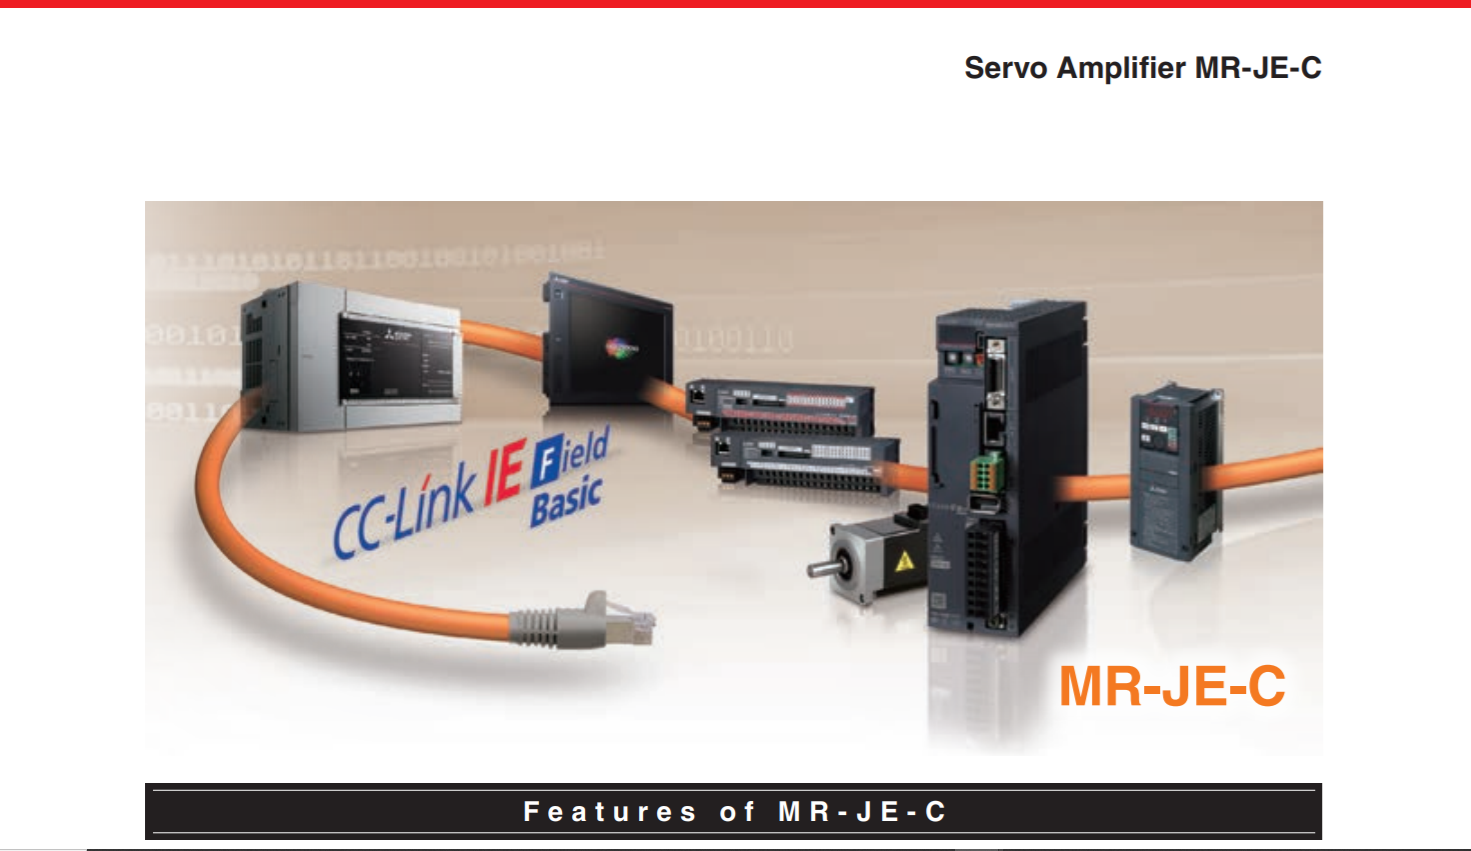 Servo Amplifier MR-JE-C
CC-Link IE Field
Basic
MR-JE-C
Features of MR-JE-C